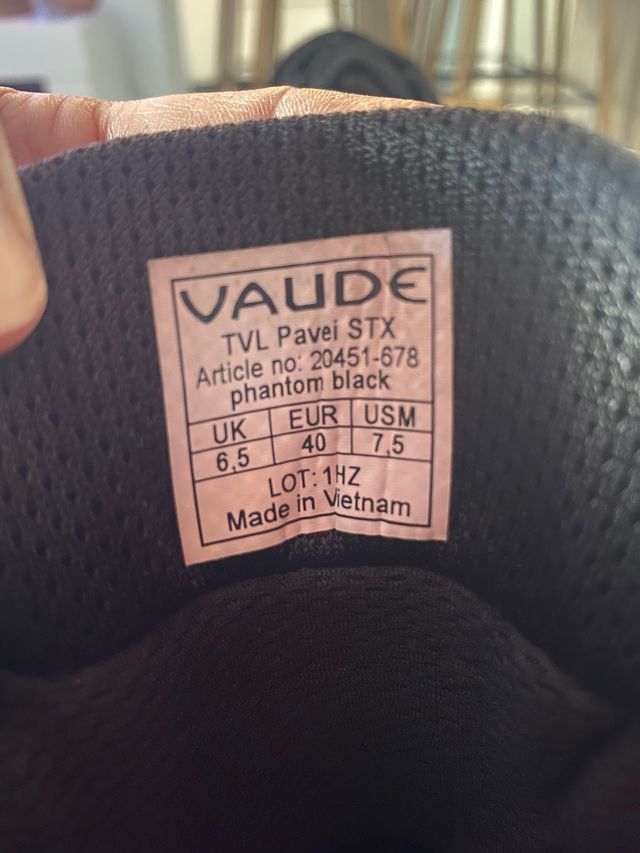 VAUDE
TVL Pavei STX
Article no: 20451-678
phantom black
UK EUR USM
6,5 40 7,5
LOT: 1HZ
Made in Vietnam